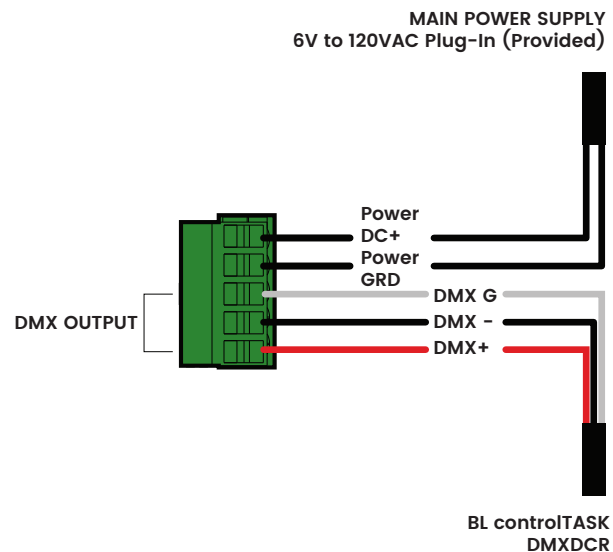 MAIN POWER SUPPLY
6V to 120VAC Plug-In (Provided)
Power
DC+
Power
GRD
DMX G
DMX -
DMX+
DMX OUTPUT
BL controlTASK
DMXDCR